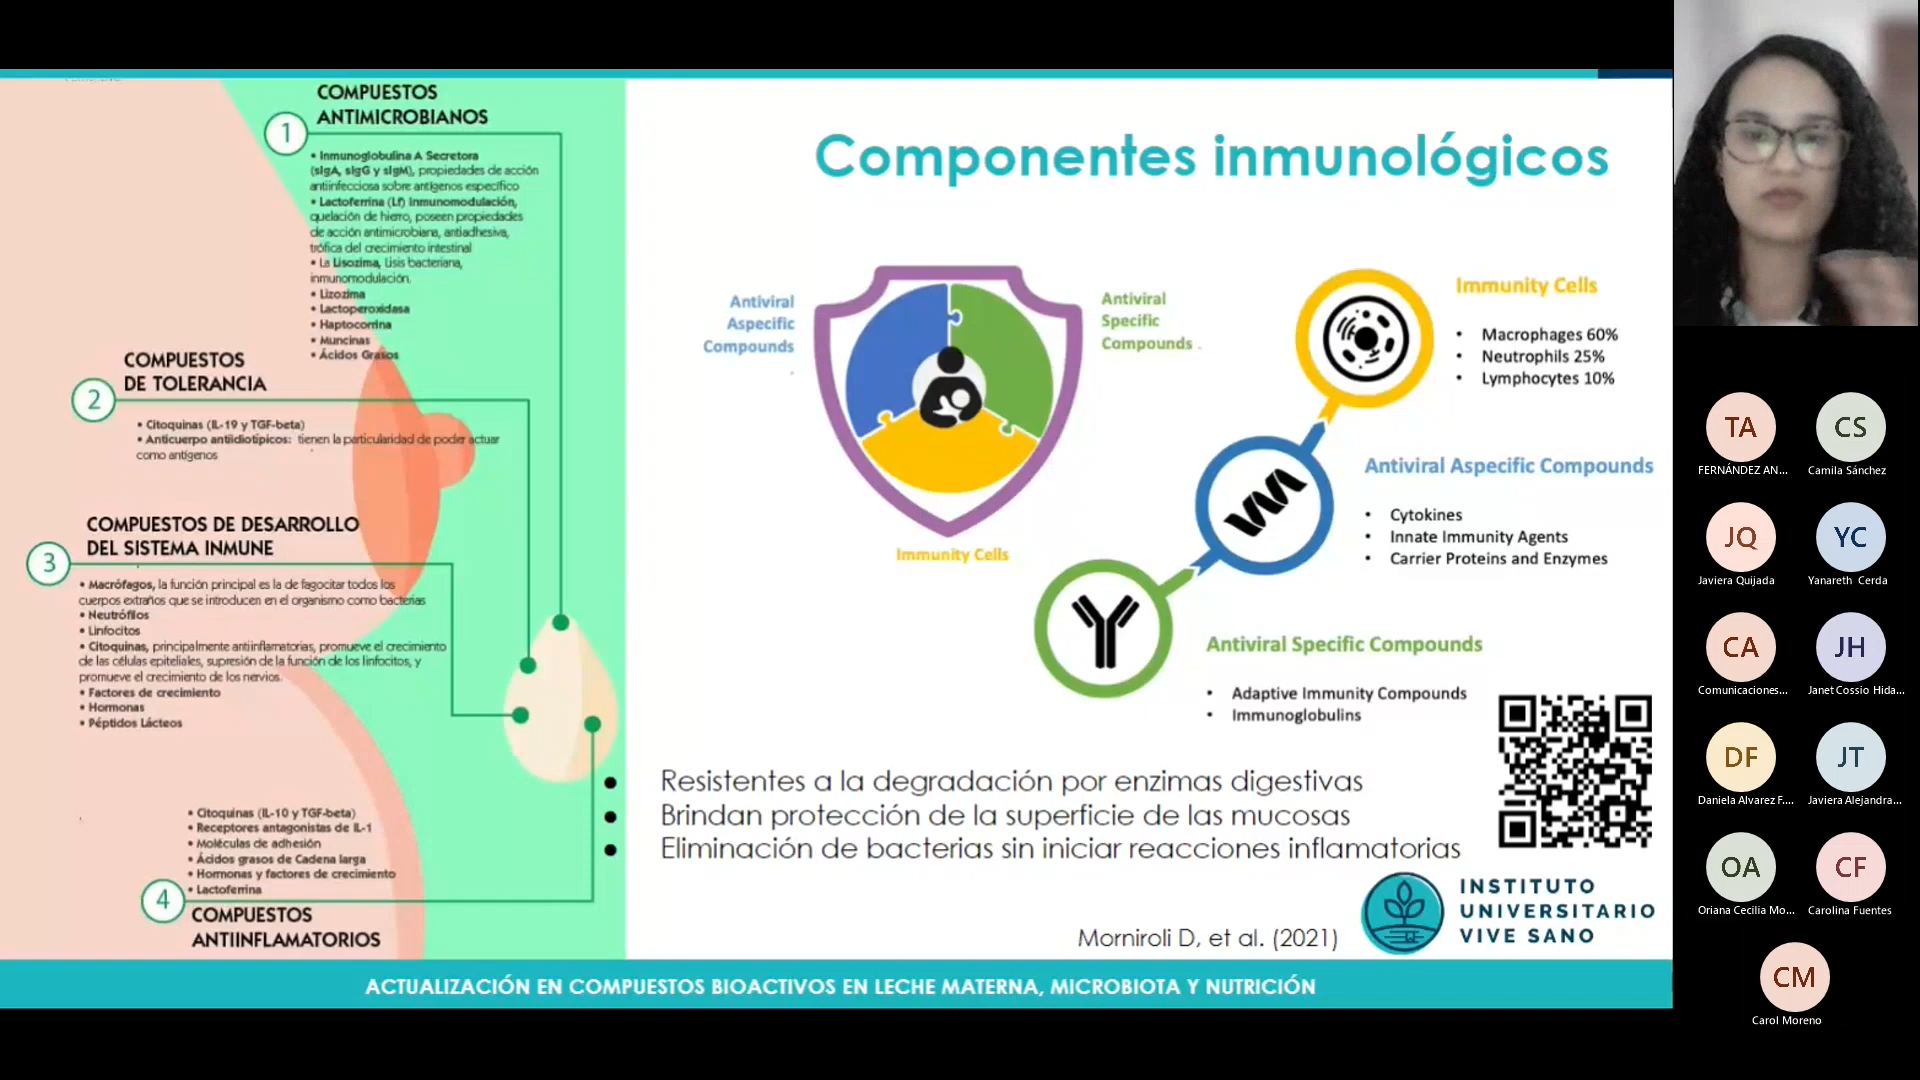 COMPUESTOS
ANTIMICROBIANOS
1
• Inmunoglobulina A Secretora
(sIgA, sIgG y sIgM), propiedades de acción
antiinfecciosa sobre antígenos específico
• Lactoferrina (Lf) Inmunomodulación,
quelación de hierro, poseen propiedades
de acción antimicrobiana, antiadhesiva,
trófica del crecimiento intestinal
• La Lisozima, Lisis bacteriana,
inmunomodulación.
• Lizozima
• Lactoperoxidasa
• Haptocorrina
• Muncinas
• Ácidos Grasos
COMPUESTOS
DE TOLERANCIA
2
• Citoquinas (IL-19 y TGF-beta)
• Anticuerpo antiidiotípicos: tienen la particularidad de poder actuar
como antígenos
COMPUESTOS DE DESARROLLO
DEL SISTEMA INMUNE
3
• Macrófagos, la función principal es la de fagocitar todos los
cuerpos extraños que se introducen en el organismo como bacterias
• Neutrófilos
• Linfocitos
• Citoquinas, principalmente antiinflamatorias, promueve el crecimiento
de las células epiteliales, supresión de la función de los linfocitos, y
promueve el crecimiento de los nervios.
• Factores de crecimiento
• Hormonas
• Péptidos Lácteos
• Citoquinas (IL-10 y TGF-beta)
• Receptores antagonistas de IL-1
• Moléculas de adhesión
• Ácidos grasos de Cadena larga
• Hormonas y factores de crecimiento
• Lactoferrina
4
COMPUESTOS
ANTIINFLAMATORIOS
Componentes inmunológicos
Antiviral
Aspecific
Compounds
Antiviral
Specific
Compounds .
Immunity Cells
Immunity Cells
• Macrophages 60%
• Neutrophils 25%
• Lymphocytes 10%
Antiviral Aspecific Compounds
• Cytokines
• Innate Immunity Agents
• Carrier Proteins and Enzymes
Antiviral Specific Compounds
• Adaptive Immunity Compounds
• Immunoglobulins
• Resistentes a la degradación por enzimas digestivas
• Brindan protección de la superficie de las mucosas
• Eliminación de bacterias sin iniciar reacciones inflamatorias
INSTITUTO
UNIVERSITARIO
VIVE SANO
Morniroli D, et al. (2021)
ACTUALIZACIÓN EN COMPUESTOS BIOACTIVOS EN LECHE MATERNA, MICROBIOTA Y NUTRICIÓN
TA
FERNÁNDEZ AN...
CS
Camila Sánchez
JQ
Javiera Quijada
YC
Yanareth Cerda
CA
Comunicaciones...
JH
Janet Cossio Hida...
DF
Daniela Alvarez F....
JT
Javiera Alejandra...
OA
Oriana Cecilia Mo...
CF
Carolina Fuentes
CM
Carol Moreno